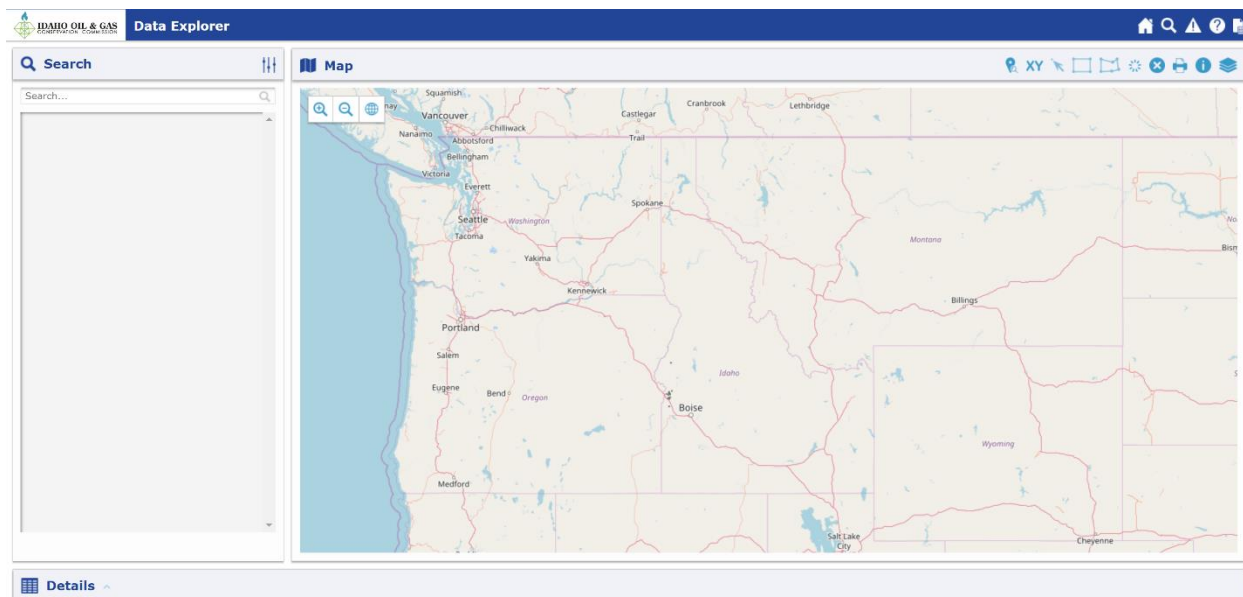 IDAHO OIL & GAS
CONSERVATION COMMISSION
Data Explorer
Search
Map
XY
Search...
Squamish
Vancouver
Nanaimo
Chilliwack
Abbotsford
Bellingham
Victoria
Everett
Seattle
Washington
Tacoma
Yakima
Kennewick
Spokane
Castlegar
Trail
Cranbrook
Lethbridge
Montana
Billings
Bism
No
Portland
Salem
Eugene
Bend
Oregon
Idaho
Boise
Medford
Wyoming
Salt Lake
City
Cheyenne
Details